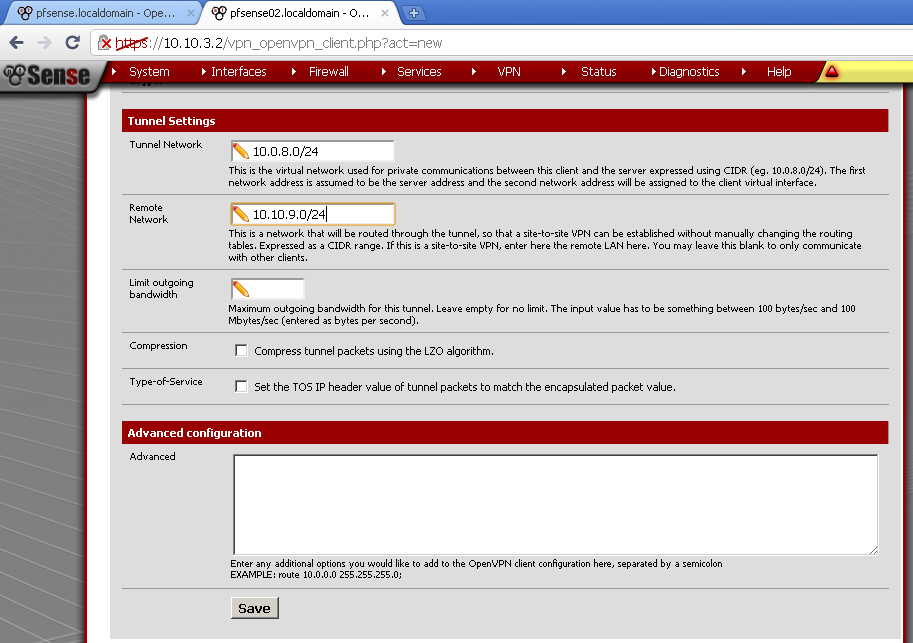 pfsense.localdomain - Ope...
pfsense02.localdomain - O...
https://10.10.3.2/vpn_openvpn_client.php?act=new
Sense System Interfaces Firewall Services VPN Status Diagnostics Help
Tunnel Settings
Tunnel Network
10.0.8.0/24
This is the virtual network used for private communications between this client and the server expressed using CIDR (eg. 10.0.8.0/24). The first
network address is assumed to be the server address and the second network address will be assigned to the client virtual interface.
Remote
Network
10.10.9.0/24
This is a network that will be routed through the tunnel, so that a site-to-site VPN can be established without manually changing the routing
tables. Expressed as a CIDR range. If this is a site-to-site VPN, enter here the remote LAN here. You may leave this blank to only communicate
with other clients.
Limit outgoing
bandwidth
Maximum outgoing bandwidth for this tunnel. Leave empty for no limit. The input value has to be something between 100 bytes/sec and 100
Mbytes/sec (entered as bytes per second).
Compression
Compress tunnel packets using the LZO algorithm.
Type-of-Service
Set the TOS IP header value of tunnel packets to match the encapsulated packet value.
Advanced configuration
Advanced
Enter any additional options you would like to add to the OpenVPN client configuration here, separated by a semicolon
EXAMPLE: route 10.0.0.0 255.255.255.0;
Save